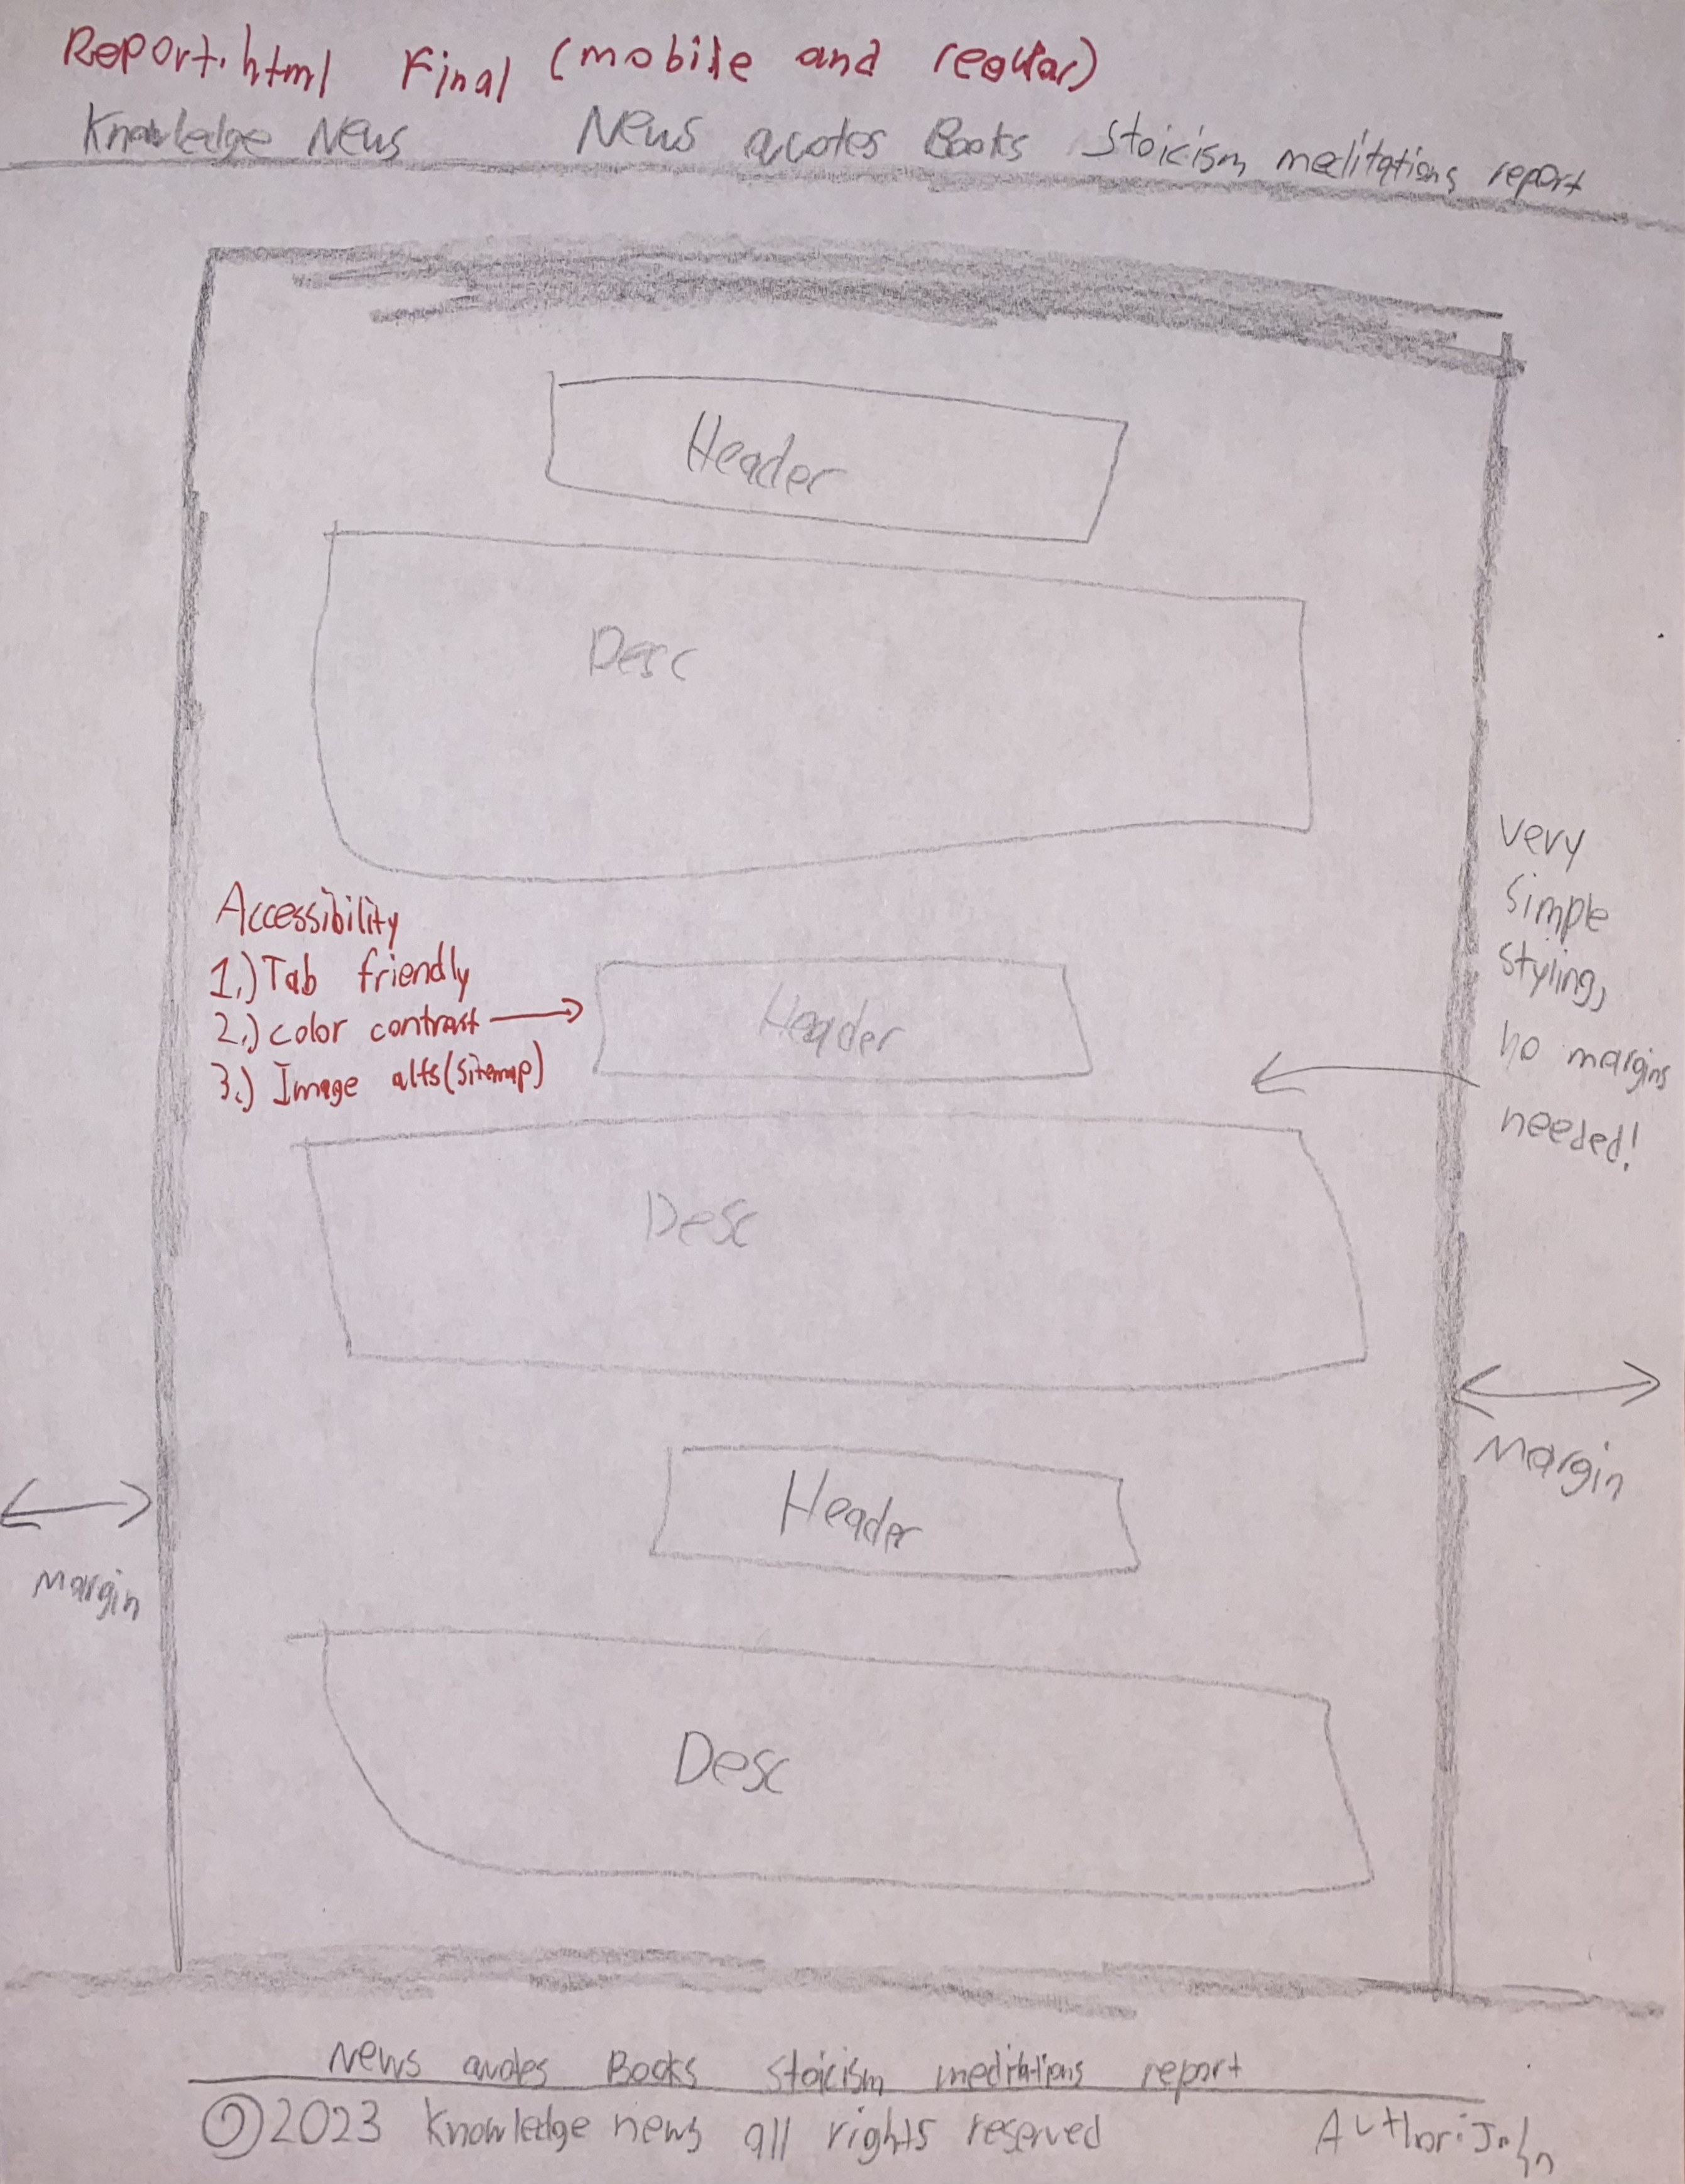 Report.html Final (mobile and regular)
Knowledge News News quotes Books Stoicism meditations report
Header
Desc
very
simple
styling,
no margins
needed!
Accessibility
1.) Tab friendly
2.) color contrast
3.) Image alts (Sitemap)
Header
Desc
Margin
Header
margin
Desc
News quotes Books Stoicism meditations report
©2023 Knowledge news all rights reserved Author: John